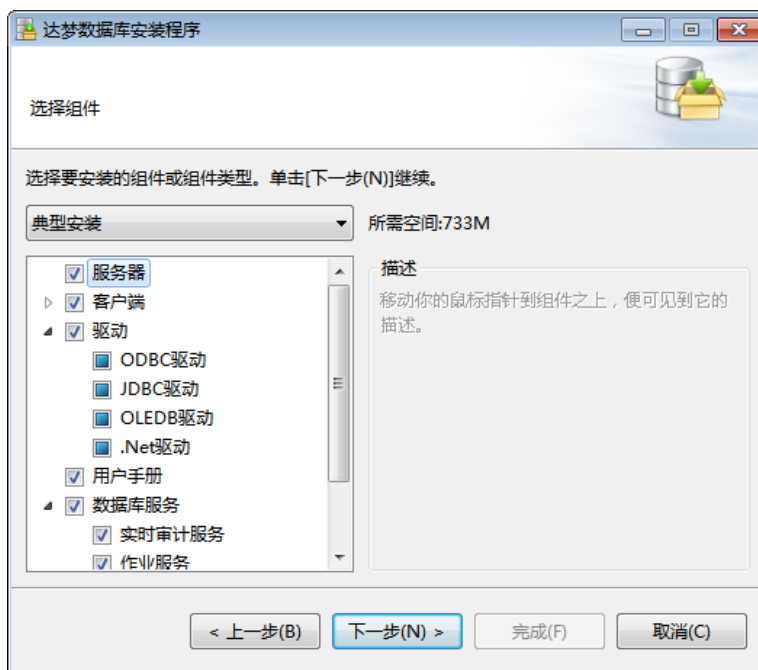 达梦数据库安装程序
选择组件
选择要安装的组件或组件类型。单击[下一步(N)]继续。
典型安装
所需空间:733M
服务器
客户端
驱动
ODBC驱动
JDBC驱动
OLEDB驱动
.Net驱动
用户手册
数据库服务
实时审计服务
作业服务
描述
移动你的鼠标指针到组件之上，便可见到它的
描述。
< 上一步(B)
下一步(N) >
完成(F)
取消(C)